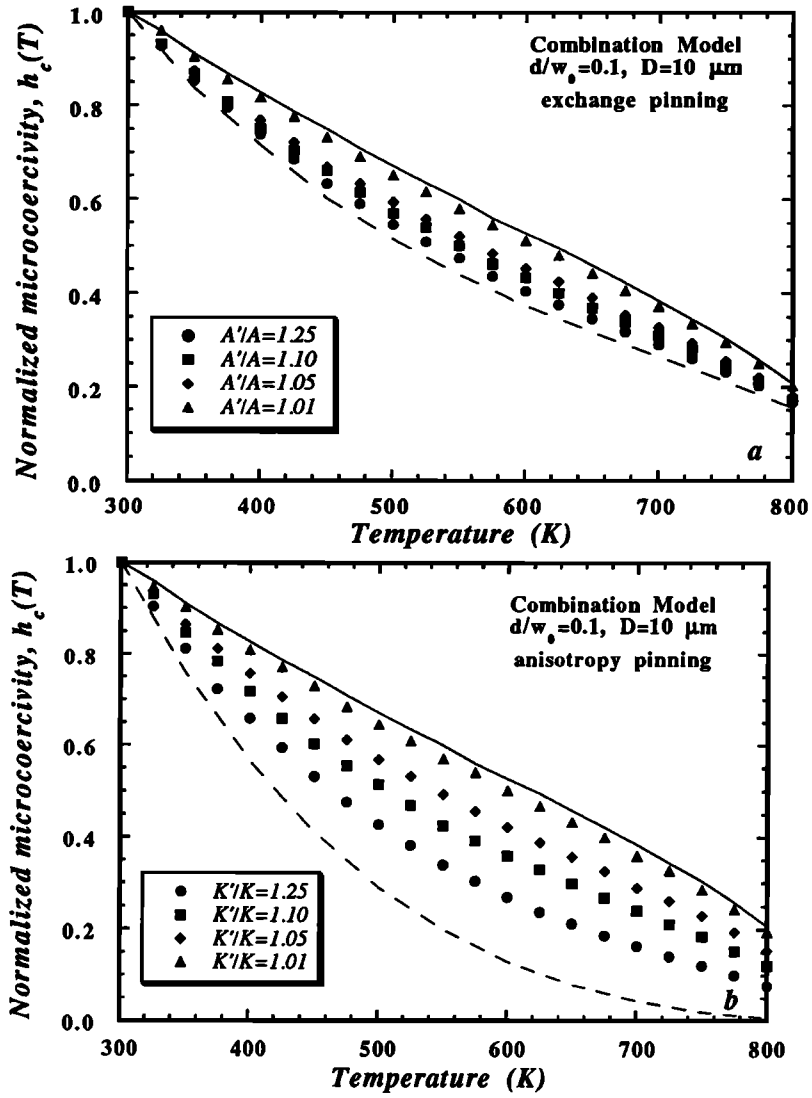 1.0
0.8
0.6
0.4
0.2
0.0
Normalized microcoercivity, h_c(T)
Combination Model
d/w_0=0.1, D=10 μm
exchange pinning
A'/A=1.25
A'/A=1.10
A'/A=1.05
A'/A=1.01
a
300 400 500 600 700 800
Temperature (K)
1.0
0.8
0.6
0.4
0.2
0.0
Normalized microcoercivity, h_c(T)
Combination Model
d/w_0=0.1, D=10 μm
anisotropy pinning
K'/K=1.25
K'/K=1.10
K'/K=1.05
K'/K=1.01
b
300 400 500 600 700 800
Temperature (K)